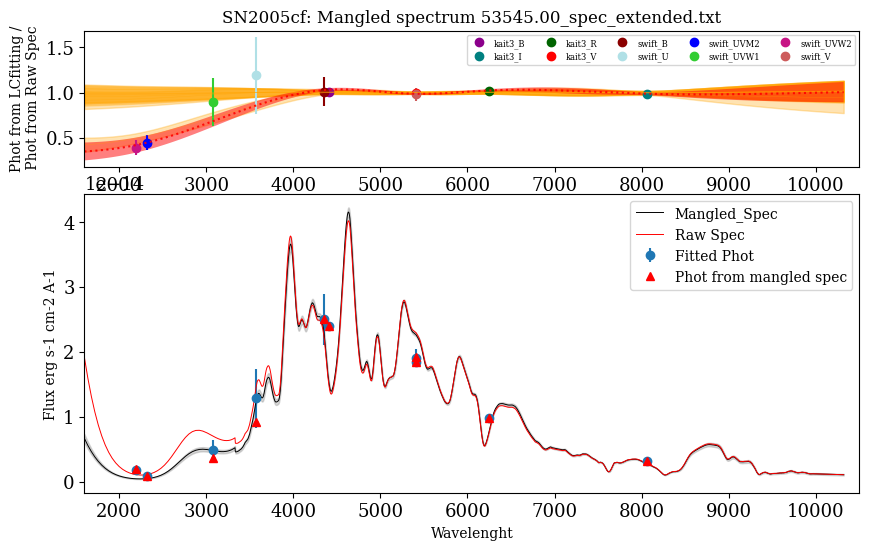 SN2005cf: Mangled spectrum 53545.00_spec_extended.txt
Phot from LCfitting /
Phot from Raw Spec
1.5
1.0
0.5
kait3_B kait3_R swift_B swift_UVM2 swift_UVW2
kait3_I kait3_V swift_U swift_UVW1 swift_V
2000 3000 4000 5000 6000 7000 8000 9000 10000
1e−14
Flux erg s-1 cm-2 A-1
4
3
2
1
0
Mangled_Spec
Raw Spec
Fitted Phot
Phot from mangled spec
2000 3000 4000 5000 6000 7000 8000 9000 10000
Wavelenght